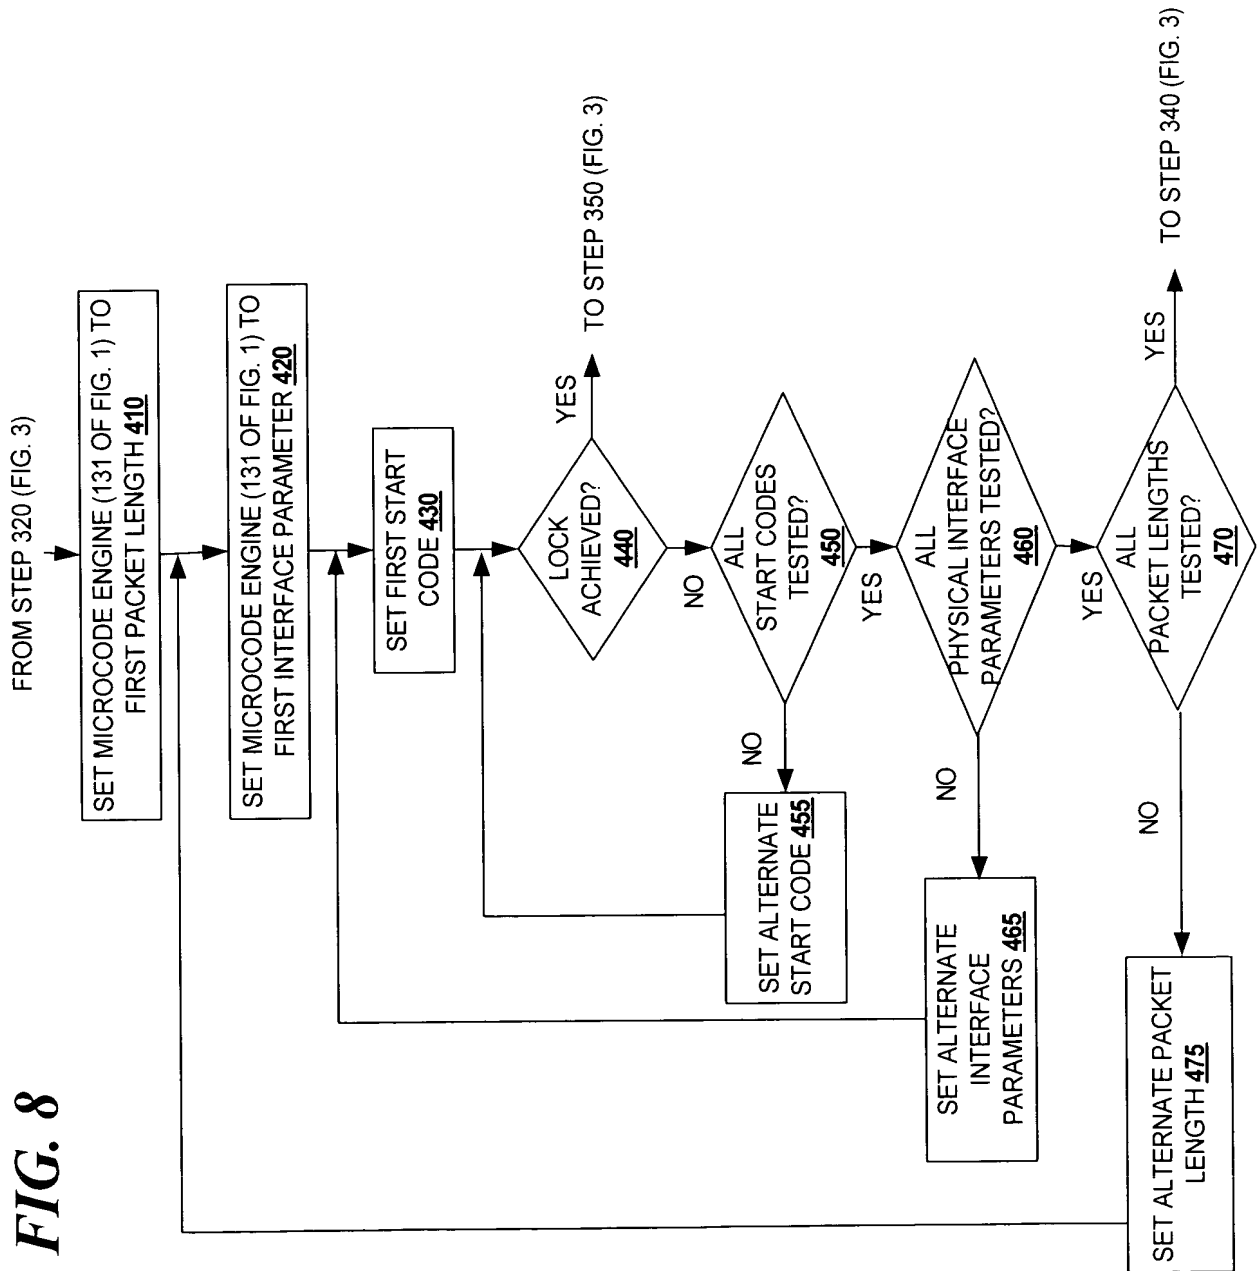 FIG. 8
FROM STEP 320 (FIG. 3)
SET MICROCODE ENGINE (131 OF FIG. 1) TO
FIRST PACKET LENGTH 410
SET MICROCODE ENGINE (131 OF FIG. 1) TO
FIRST INTERFACE PARAMETER 420
SET FIRST START
CODE 430
LOCK
ACHIEVED?
440
YES
TO STEP 350 (FIG. 3)
NO
ALL
START CODES
TESTED?
450
NO
SET ALTERNATE
START CODE 455
YES
ALL
PHYSICAL INTERFACE
PARAMETERS TESTED?
460
NO
SET ALTERNATE
INTERFACE
PARAMETERS 465
YES
ALL
PACKET LENGTHS
TESTED?
470
YES
TO STEP 340 (FIG. 3)
NO
SET ALTERNATE PACKET
LENGTH 475